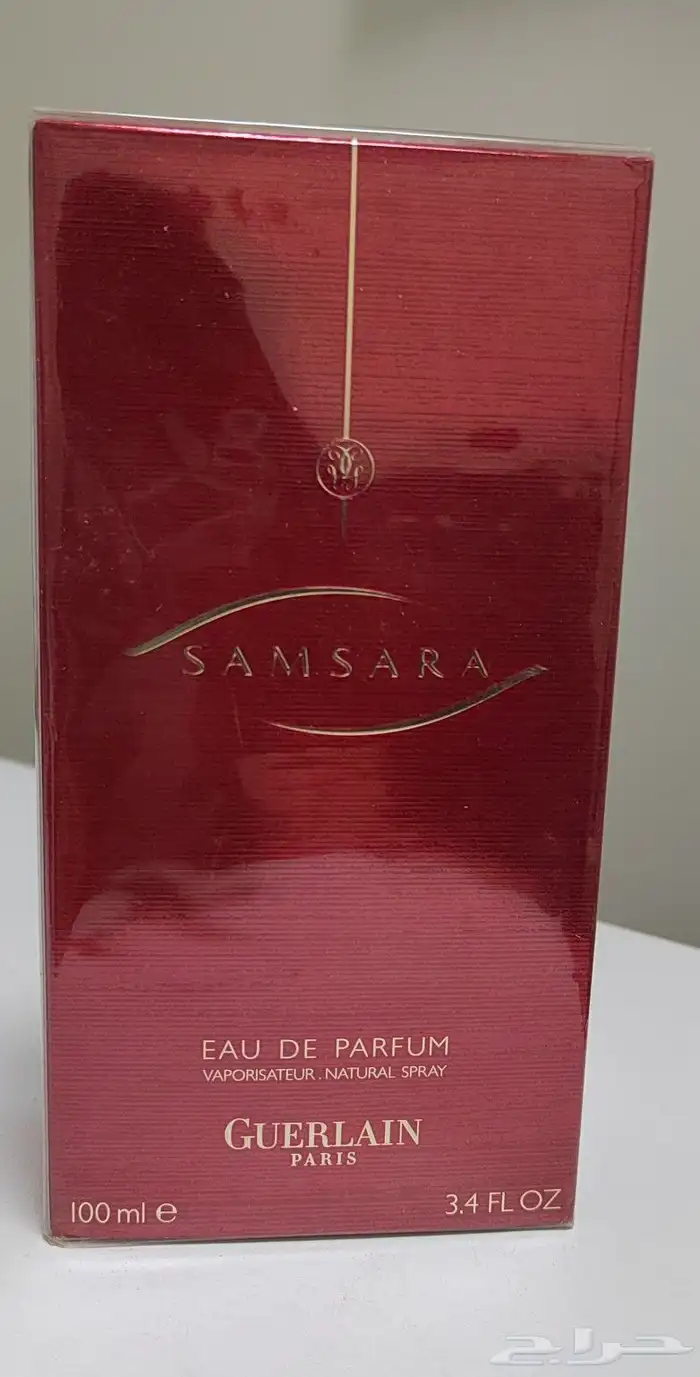 SAMSARA
EAU DE PARFUM
VAPORISATEUR . NATURAL SPRAY
GUERLAIN
PARIS
100 ml e
3.4 FL OZ
حراج